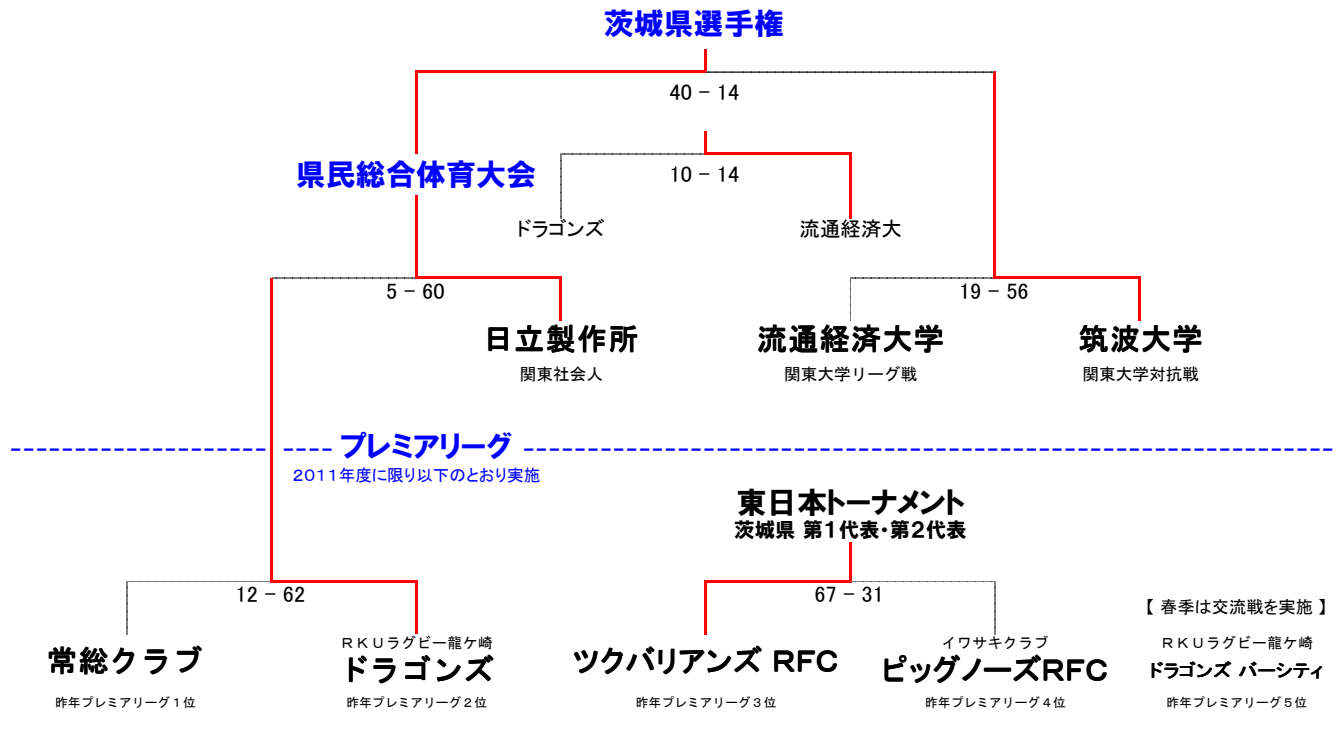 茨城県選手権
40 － 14
県民総合体育大会
10 － 14
ドラゴンズ
流通経済大
5 － 60
19 － 56
日立製作所
流通経済大学
筑波大学
関東社会人
関東大学リーグ戦
関東大学対抗戦
プレミアリーグ
２０１１年度に限り以下のとおり実施
東日本トーナメント
茨城県 第１代表・第２代表
12 － 62
67 － 31
【 春季は交流戦を実施 】
常総クラブ
ＲＫＵラグビー龍ケ崎
ドラゴンズ
ツクバリアンズ RFC
イワサキクラブ
ピッグノーズRFC
ＲＫＵラグビー龍ケ崎
ドラゴンズ バーシティ
昨年プレミアリーグ１位
昨年プレミアリーグ２位
昨年プレミアリーグ３位
昨年プレミアリーグ４位
昨年プレミアリーグ５位